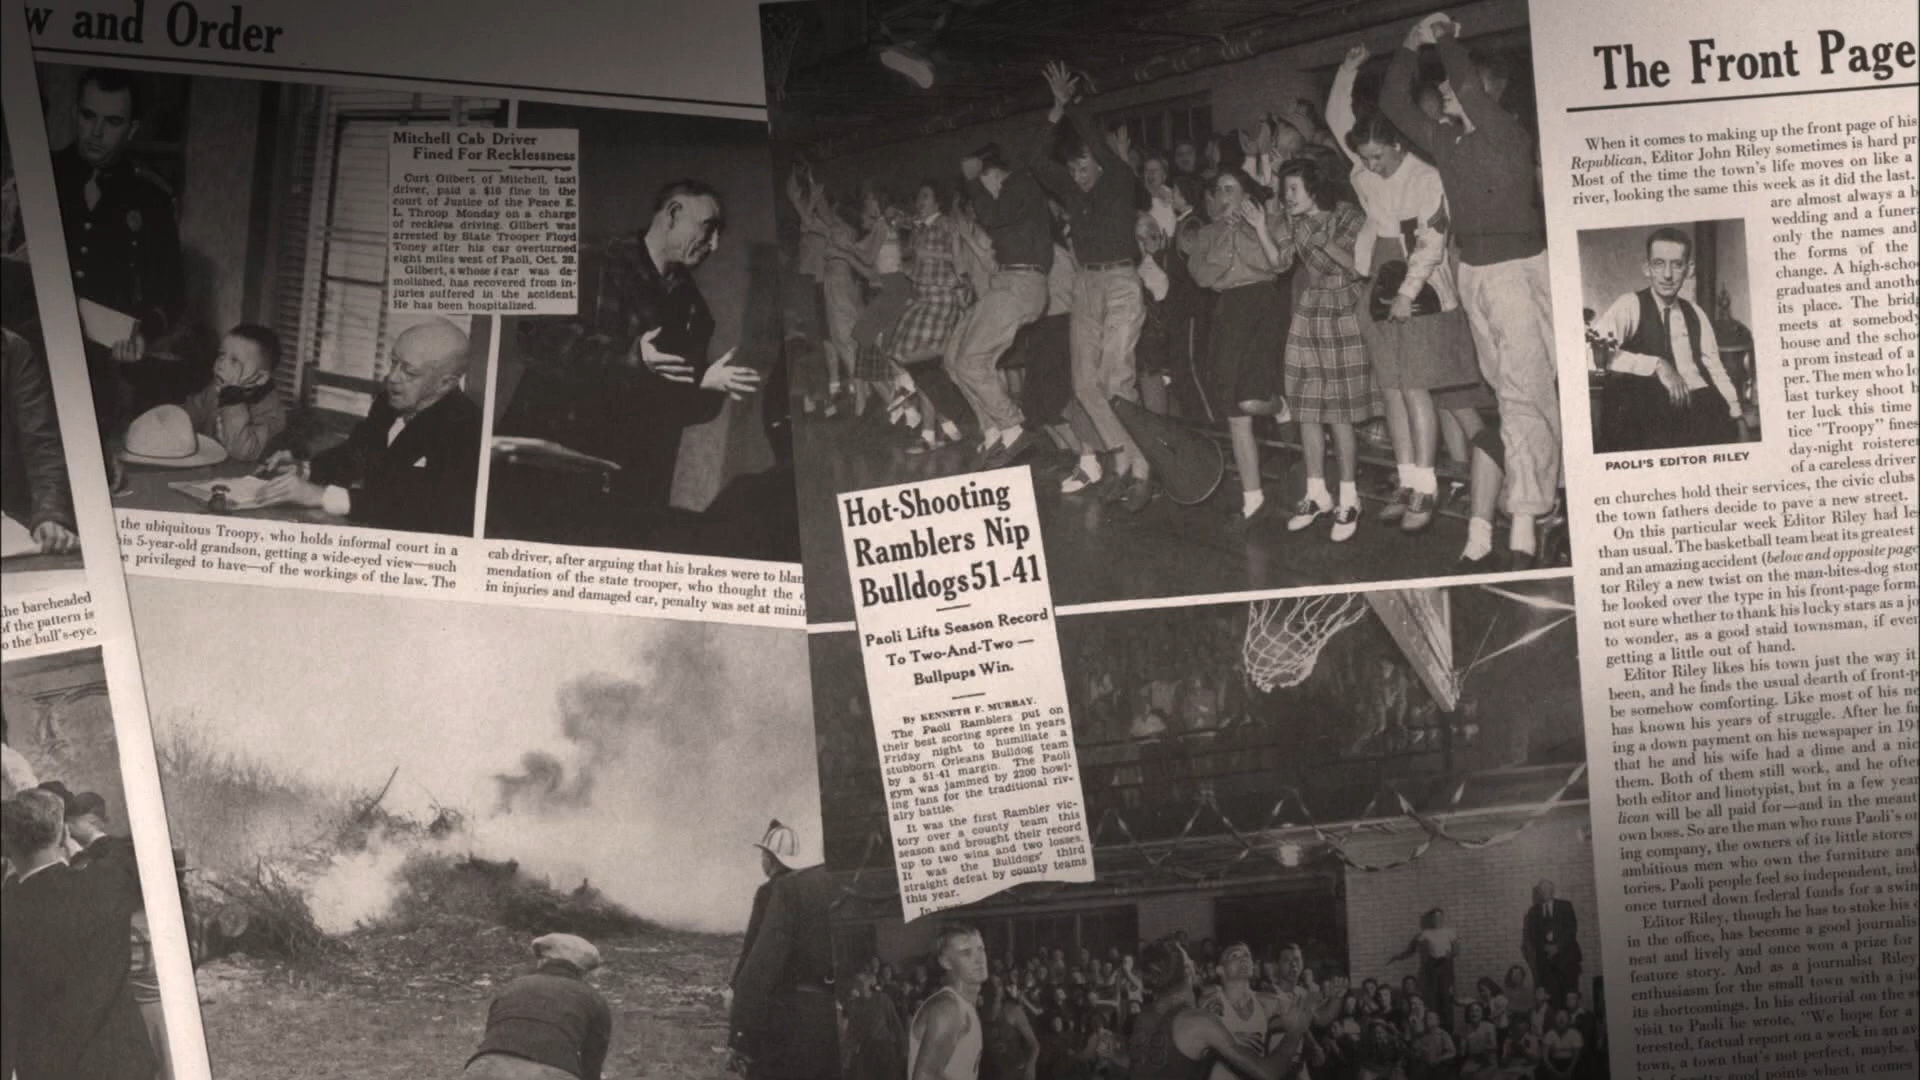 w and Order
Mitchell Cab Driver
Fined For Recklessness
Curt Gilbert of Mitchell, taxi
driver, paid a $10 fine in the
court of Justice of the Peace E.
L. Throop Monday on a charge
of reckless driving. Gilbert was
arrested by State Trooper Floyd
Toney after his car overturned
eight miles west of Paoli, Oct. 29.
Gilbert, whose car was de-
molished, has recovered from in-
juries suffered in the accident.
He has been hospitalized.
the ubiquitous Troopy, who holds informal court in a
his 5-year-old grandson, getting a wide-eyed view—such
privileged to have—of the workings of the law. The
cab driver, after arguing that his brakes were to blam
mendation of the state trooper, who thought the
in injuries and damaged car, penalty was set at mini
he bareheaded
of the pattern is
o the bull's-eye.
Hot-Shooting
Ramblers Nip
Bulldogs 51-41
Paoli Lifts Season Record
To Two-And-Two —
Bullpups Win.
By KENNETH F. MURRAY.
The Paoli Ramblers put on
their best scoring spree in years
Friday night to humiliate a
stubborn Orleans Bulldog team
by a 51-41 margin. The Paoli
gym was jammed by 2200 howl-
ing fans for the traditional riv-
alry battle.
It was the first Rambler vic-
tory over a county team this
season and brought their record
up to two wins and two losses.
It was the Bulldogs' third
straight defeat by county teams
this year.
The Front Page
When it comes to making up the front page of his
Republican, Editor John Riley sometimes is hard pr
Most of the time the town's life moves on like a
river, looking the same this week as it did the last.
are almost always a b
wedding and a funer
only the names and
the forms of the
change. A high-scho
graduates and anothe
its place. The bridg
meets at somebody
house and the scho
a prom instead of a
per. The men who lo
last turkey shoot h
ter luck this time
tice "Troopy" fines
day-night roisterer
of a careless driver
PAOLI'S EDITOR RILEY
en churches hold their services, the civic clubs
the town fathers decide to pave a new street.
On this particular week Editor Riley had les
than usual. The basketball team beat its greatest
and an amazing accident (below and opposite page
tor Riley a new twist on the man-bites-dog stor
he looked over the type in his front-page form,
not sure whether to thank his lucky stars as a jo
to wonder, as a good staid townsman, if ever
getting a little out of hand.
Editor Riley likes his town just the way it
been, and he finds the usual dearth of front-p
be somehow comforting. Like most of his ne
has known his years of struggle. After he fin
ing a down payment on his newspaper in 19
that he and his wife had a dime and a nic
them. Both of them still work, and he ofte
both editor and linotypist, but in a few year
lican will be all paid for—and in the meant
own boss. So are the man who runs Paoli's on
ing company, the owners of its little stores
ambitious men who own the furniture and
tories. Paoli people feel so independent, ind
once turned down federal funds for a swim
Editor Riley, though he has to stoke his
in the office, has become a good journalis
neat and lively and once won a prize for
feature story. And as a journalist Riley
enthusiasm for the small town with a jud
its shortcomings. In his editorial on the
visit to Paoli he wrote, "We hope for a
terested, factual report on a week in an av
town, a town that's not perfect, maybe,
good points when it comes